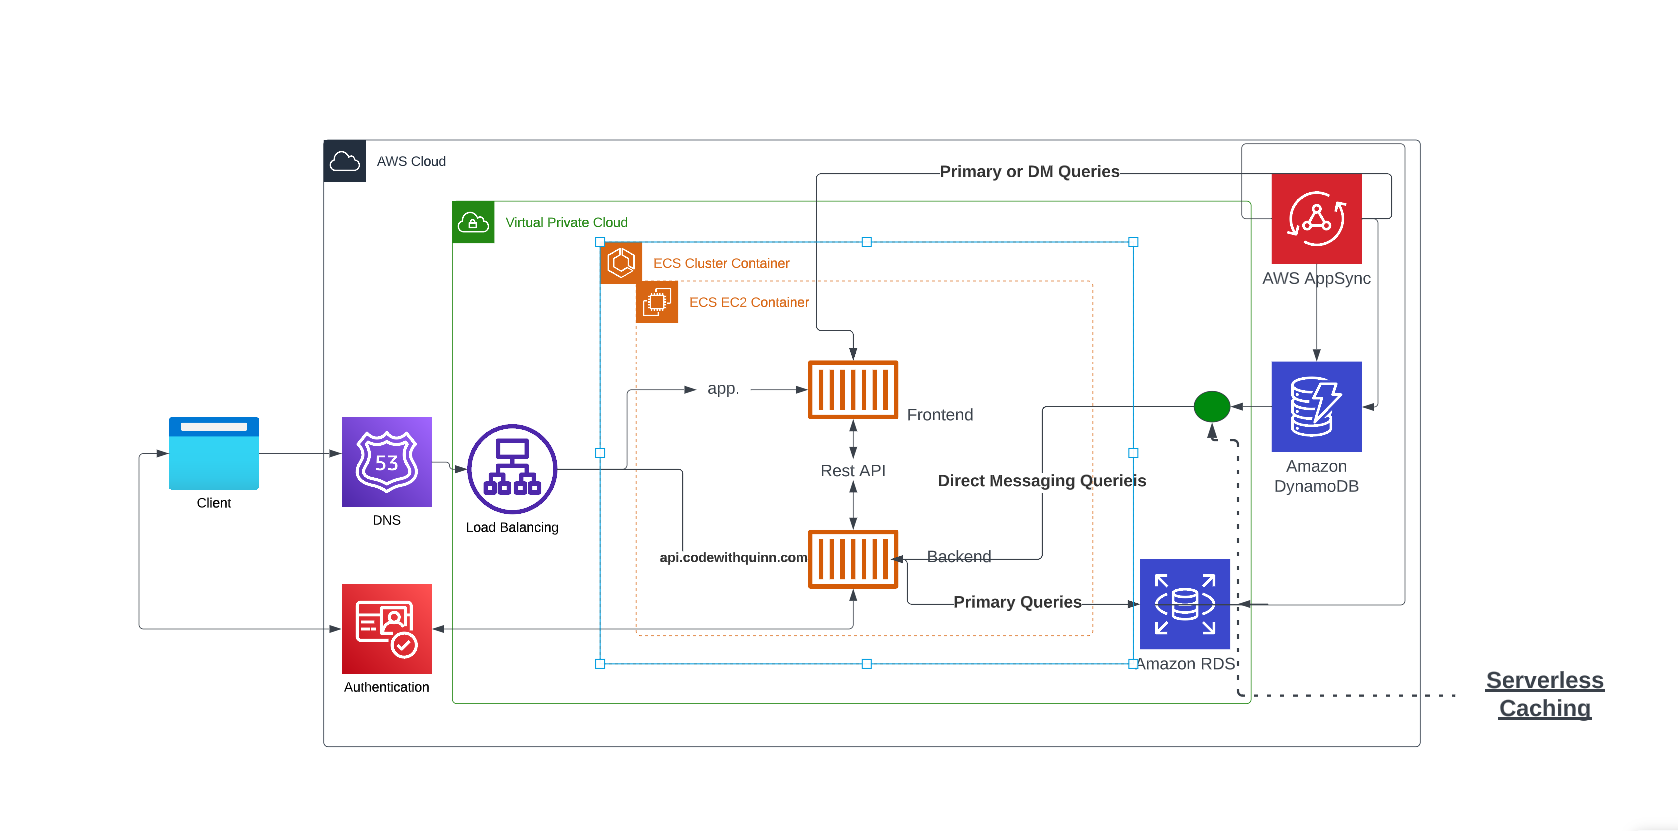 AWS Cloud
Primary or DM Queries
Virtual Private Cloud
ECS Cluster Container
AWS AppSync
ECS EC2 Container
app.
Frontend
53
Rest API
Amazon
DynamoDB
Direct Messaging Querieis
Client
DNS
Load Balancing
api.codewithquinn.com
Backend
Primary Queries
Amazon RDS
Authentication
Serverless
Caching